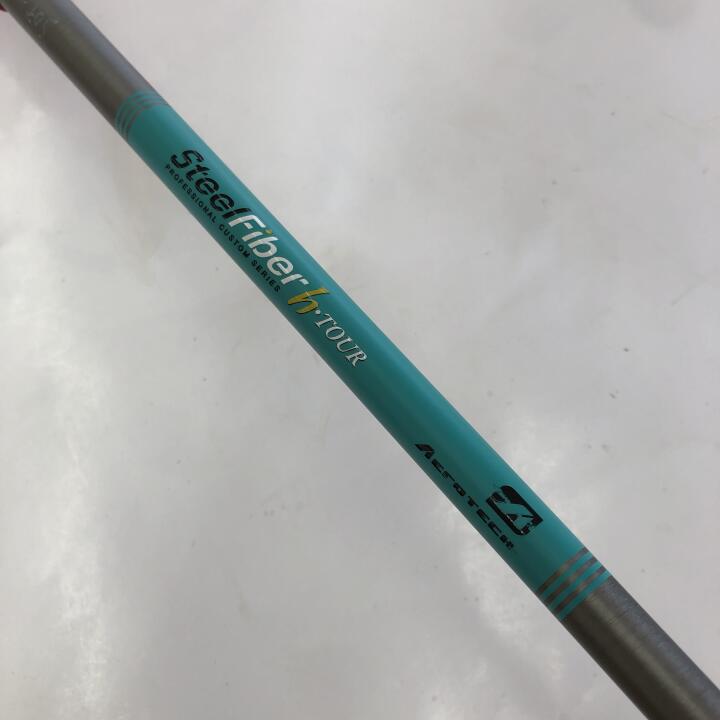 SteelFiber h·TOUR
PROFESSIONAL CUSTOM SERIES
AEROTECH